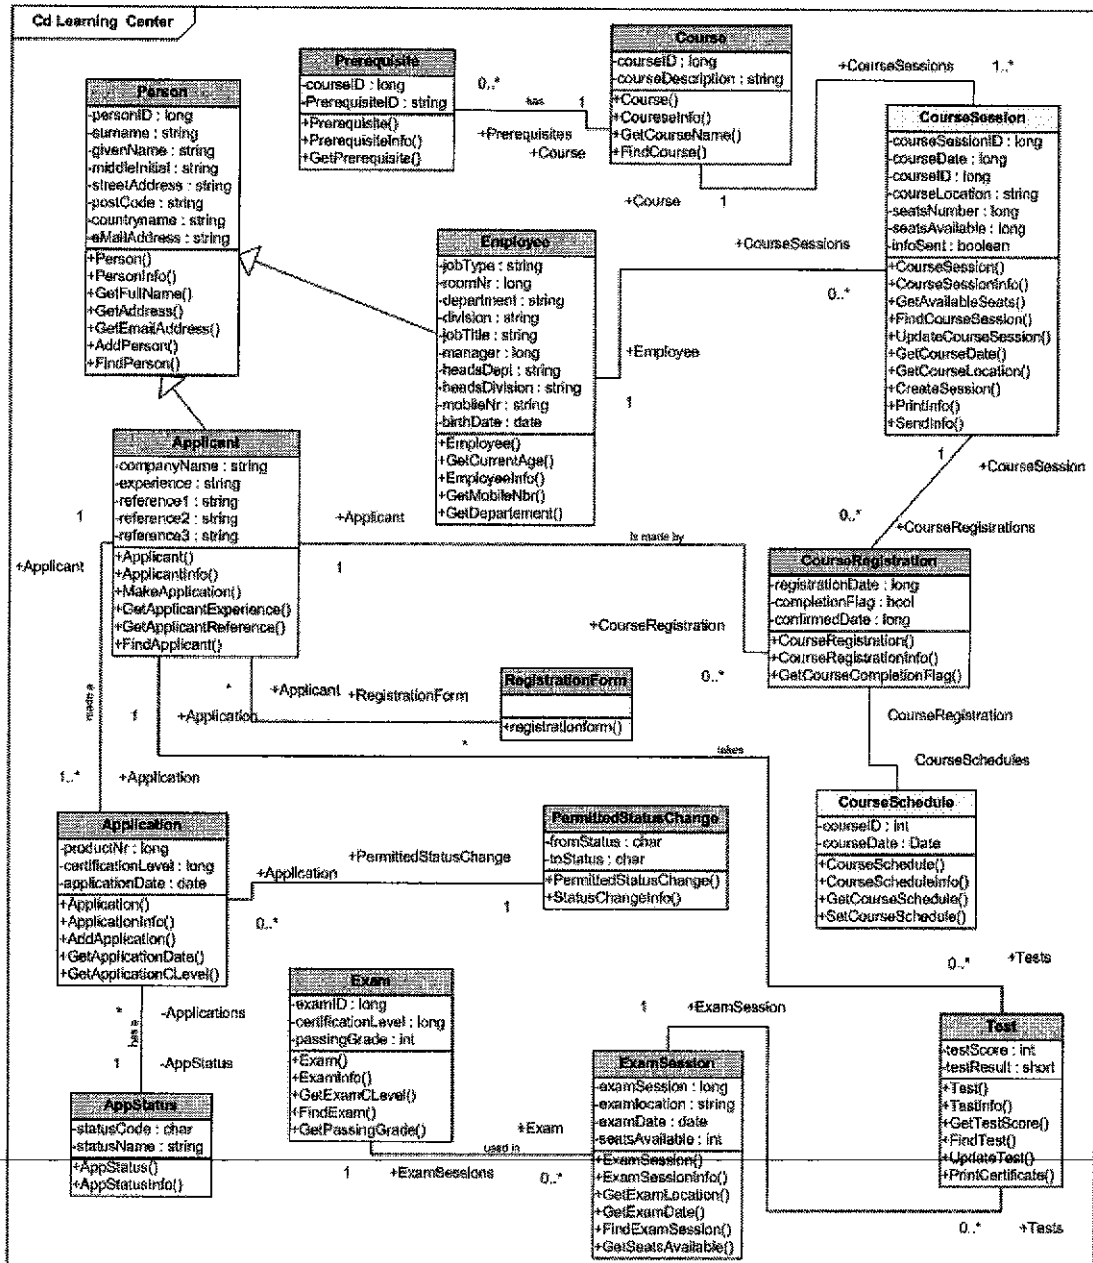 Cd Learning Center
Prerequisite
-courseID : long
-PrerequisiteID : string
+Prerequisite()
+PrerequisiteInfo()
+GetPrerequisite()
0..*
has
1
+Prerequisites
+Course
Course
-courseID : long
-courseDescription : string
+Course()
+CoureseInfo()
+GetCourseName()
+FindCourse()
+CourseSessions
1..*
+Course
1
CourseSession
-courseSessionID : long
-courseDate : long
-courseID : long
-courseLocation : string
-seatsNumber : long
-seatsAvailable : long
-infoSent : boolean
+CourseSession()
+CourseSessionInfo()
+GetAvailableSeats()
+FindCourseSession()
+UpdateCourseSession()
+GetCourseDate()
+GetCourseLocation()
+CreateSession()
+PrintInfo()
+SendInfo()
Person
-personID : long
-surname : string
-givenName : string
-middleInitial : string
-streetAddress : string
-postCode : string
-countryname : string
-eMailAddress : string
+Person()
+PersonInfo()
+GetFullName()
+GetAddress()
+GetEmailAddress()
+AddPerson()
+FindPerson()
Employee
-jobType : string
-roomNr : long
-department : string
-division : string
-jobTitle : string
-manager : long
-headsDept : string
-headsDivision : string
-mobileNr : string
-birthDate : date
+Employee()
+GetCurrentAge()
+EmployeeInfo()
+GetMobileNbr()
+GetDepartement()
+CourseSessions
0..*
+Employee
1
1
+CourseSession
0..*
+CourseRegistrations
Applicant
-companyName : string
-experience : string
-reference1 : string
-reference2 : string
-reference3 : string
+Applicant()
+ApplicantInfo()
+MakeApplication()
+GetApplicantExperience()
+GetApplicantReference()
+FindApplicant()
1
+Applicant
+Applicant
1
Is made by
+CourseRegistration
0..*
CourseRegistration
-registrationDate : long
-completionFlag : bool
-confirmedDate : long
+CourseRegistration()
+CourseRegistrationInfo()
+GetCourseCompletionFlag()
*
+Applicant
+RegistrationForm
RegistrationForm
+registrationform()
CourseRegistration
CourseSchedules
made a
1
+Application
*
takes
1..*
+Application
CourseSchedule
-courseID : int
-courseDate : Date
+CourseSchedule()
+CourseScheduleInfo()
+GetCourseSchedule()
+SetCourseSchedule()
Application
-productNr : long
-certificationLevel : long
-applicationDate : date
+Application()
+ApplicationInfo()
+AddApplication()
+GetApplicationDate()
+GetApplicationCLevel()
+PermittedStatusChange
+Application
0..*
1
PermittedStatusChange
-fromStatus : char
-toStatus : char
+PermittedStatusChange()
+StatusChangeInfo()
0..*
+Tests
*
-Applications
has a
1
-AppStatus
AppStatus
-statusCode : char
-statusName : string
+AppStatus()
+AppStatusInfo()
Exam
-examID : long
-certificationLevel : long
-passingGrade : int
+Exam()
+ExamInfo()
+GetExamCLevel()
+FindExam()
+GetPassingGrade()
+Exam
used in
1
+ExamSessions
0..*
1
+ExamSession
ExamSession
-examSession : long
-examlocation : string
-examDate : date
-seatsAvailable : int
+ExamSession()
+ExamSessionInfo()
+GetExamLocation()
+GetExamDate()
+FindExamSession()
+GetSeatsAvailable()
Test
-testScore : int
-testResult : short
+Test()
+TestInfo()
+GetTestScore()
+FindTest()
+UpdateTest()
+PrintCertificate()
0..*
+Tests